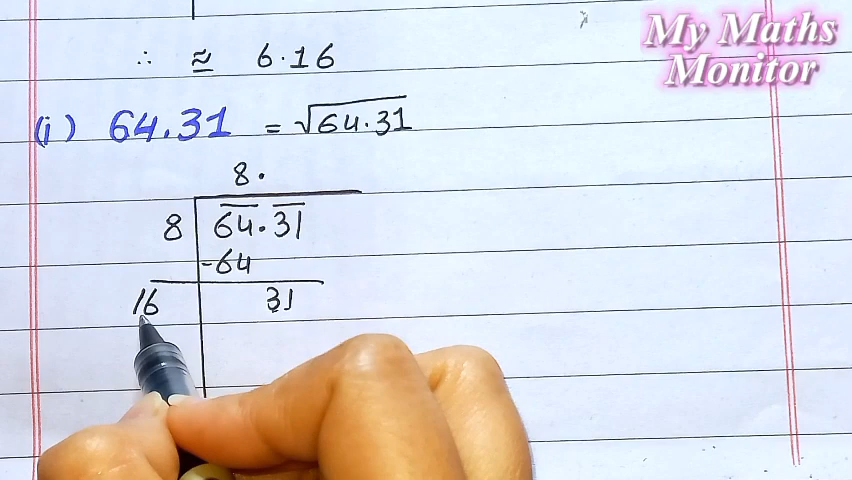 My Maths
Monitor
∴ ≈ 6.16
(i) 64.31 = √64.31
8.
8 64.31
-64
16 31